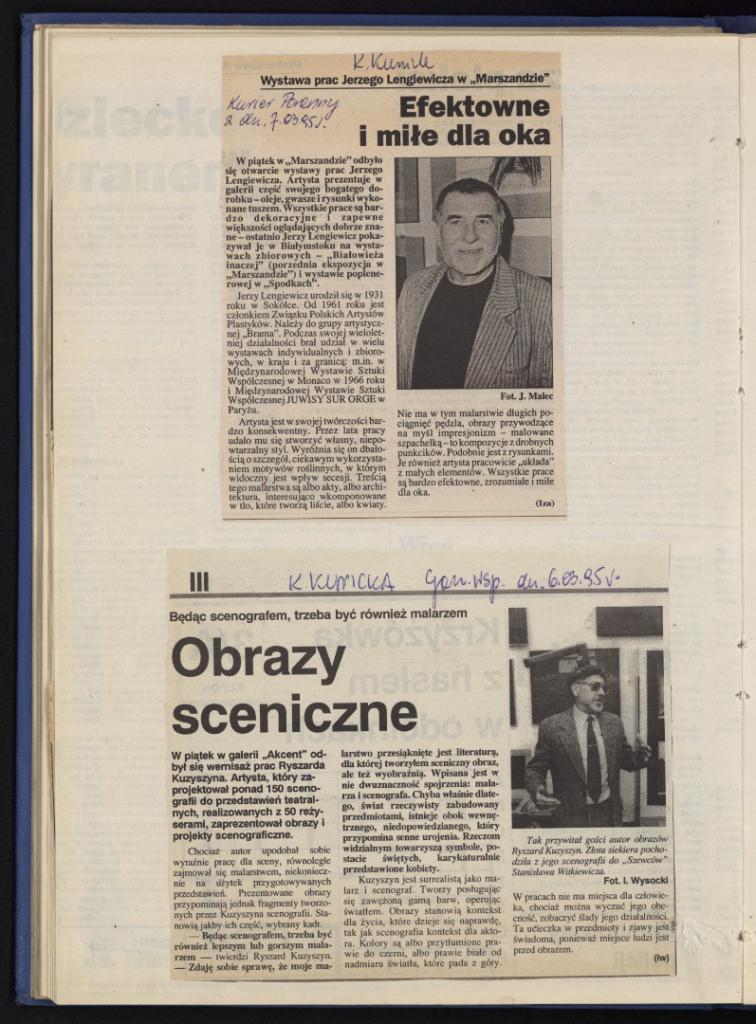 K. Kunicka
Wystawa prac Jerzego Lengiewicza w „Marszandzie”
Kurier Poranny
z dn. 7.03.95 r.
Efektowne
i miłe dla oka
W piątek w „Marszandzie” odbyło
się otwarcie wystawy prac Jerzego
Lengiewicza. Artysta prezentuje w
galerii część swojego bogatego do-
robku – oleje, gwasze i rysunki wyko-
nane tuszem. Wszystkie prace są bar-
dzo dekoracyjne i zapewne
większości oglądających dobrze zna-
ne – ostatnio Jerzy Lengiewicz poka-
zywał je w Białymstoku na wysta-
wach zbiorowych – „Białowieża
inaczej” (porzednia ekspozycja w
„Marszandzie”) i wystawie poplene-
rowej w „Spodkach”.
Jerzy Lengiewicz urodził się w 1931
roku w Sokółce. Od 1961 roku jest
członkiem Związku Polskich Artystów
Plastyków. Należy do grupy artystycz-
nej „Brama”. Podczas swojej wielolet-
niej działalności brał udział w wielu
wystawach indywidualnych i zbioro-
wych, w kraju i za granicą: m.in. w
Międzynarodowej Wystawie Sztuki
Współczesnej w Monaco w 1966 roku
i Międzynarodowej Wystawie Sztuki
Współczesnej JUWISY SUR ORGE w
Paryżu.
Artysta jest w swojej twórczości bar-
dzo konsekwentny. Przez lata pracy
udało mu się stworzyć własny, niepo-
wtarzalny styl. Wyróżnia się on dbało-
ścią o szczegół, ciekawym wykorzysta-
niem motywów roślinnych, w którym
widoczny jest wpływ secesji. Treścią
tego malarstwa są albo akty, albo archi-
tektura, interesująco wkomponowane
w tło, które tworzą liście, albo kwiaty.
Fot. J. Malec
Nie ma w tym malarstwie długich po-
ciągnięć pędzla, obrazy przywodzące
na myśl impresjonizm – malowane
szpachelką – to kompozycje z drobnych
punkcików. Podobnie jest z rysunkami.
Je również artysta pracowicie „układa”
z małych elementów. Wszystkie prace
są bardzo efektowne, zrozumiałe i miłe
dla oka.
(Iza)
III
K. KUNICKA Gon. Wsp. dn. 6.03.95 r.
Będąc scenografem, trzeba być również malarzem
Obrazy
sceniczne
W piątek w galerii „Akcent” od-
był się wernisaż prac Ryszarda
Kuzyszyna. Artysta, który za-
projektował ponad 150 sceno-
grafii do przedstawień teatral-
nych, realizowanych z 50 reży-
serami, zaprezentował obrazy i
projekty scenograficzne.
Chociaż autor upodobał sobie
wyraźnie pracę dla sceny, równolegle
zajmował się malarstwem, niekoniecz-
nie na użytek przygotowywanych
przedstawień. Prezentowane obrazy
przypominają jednak fragmenty tworzo-
nych przez Kuzyszyna scenografii. Sta-
nowią jakby ich część, wybrany kadr.
— Będąc scenografem, trzeba być
również lepszym lub gorszym mala-
rzem — twierdzi Ryszard Kuzyszyn.
— Zdaję sobie sprawę, że moje ma-
larstwo przesiąknięte jest literaturą,
dla której tworzyłem sceniczny obraz,
ale też wyobraźnią. Wpisana jest w
nie dwuznaczność spojrzenia: mala-
rza i scenografa. Chyba właśnie dlate-
go, świat rzeczywisty zabudowany
przedmiotami, istnieje obok wewnę-
trznego, niedopowiedzianego, który
przypomina senne urojenia. Rzeczom
widzialnym towarzyszą symbole, po-
stacie świętych, karykaturalnie
przedstawione kobiety.
Kuzyszyn jest surrealistą jako ma-
larz i scenograf. Tworzy posługując
się zawężoną gamą barw, operując
światłem. Obrazy stanowią kontekst
dla życia, które dzieje się naprawdę,
tak jak scenografia kontekst dla akto-
ra. Kolory są albo przytłumione pra-
wie do czerni, albo prawie białe od
nadmiaru światła, które pada z góry.
Tak przywitał gości autor obrazów
Ryszard Kuzyszyn. Złota siekiera pocho-
dziła z jego scenografii do „Szewców”
Stanisława Witkiewicza.
Fot. I. Wysocki
W pracach nie ma miejsca dla człowie-
ka, chociaż można wyczuć jego obe-
cność, zobaczyć ślady jego działalności.
Ta ucieczka w przedmioty i zjawy jest
świadoma, ponieważ miejsce ludzi jest
przed obrazem.
(iw)